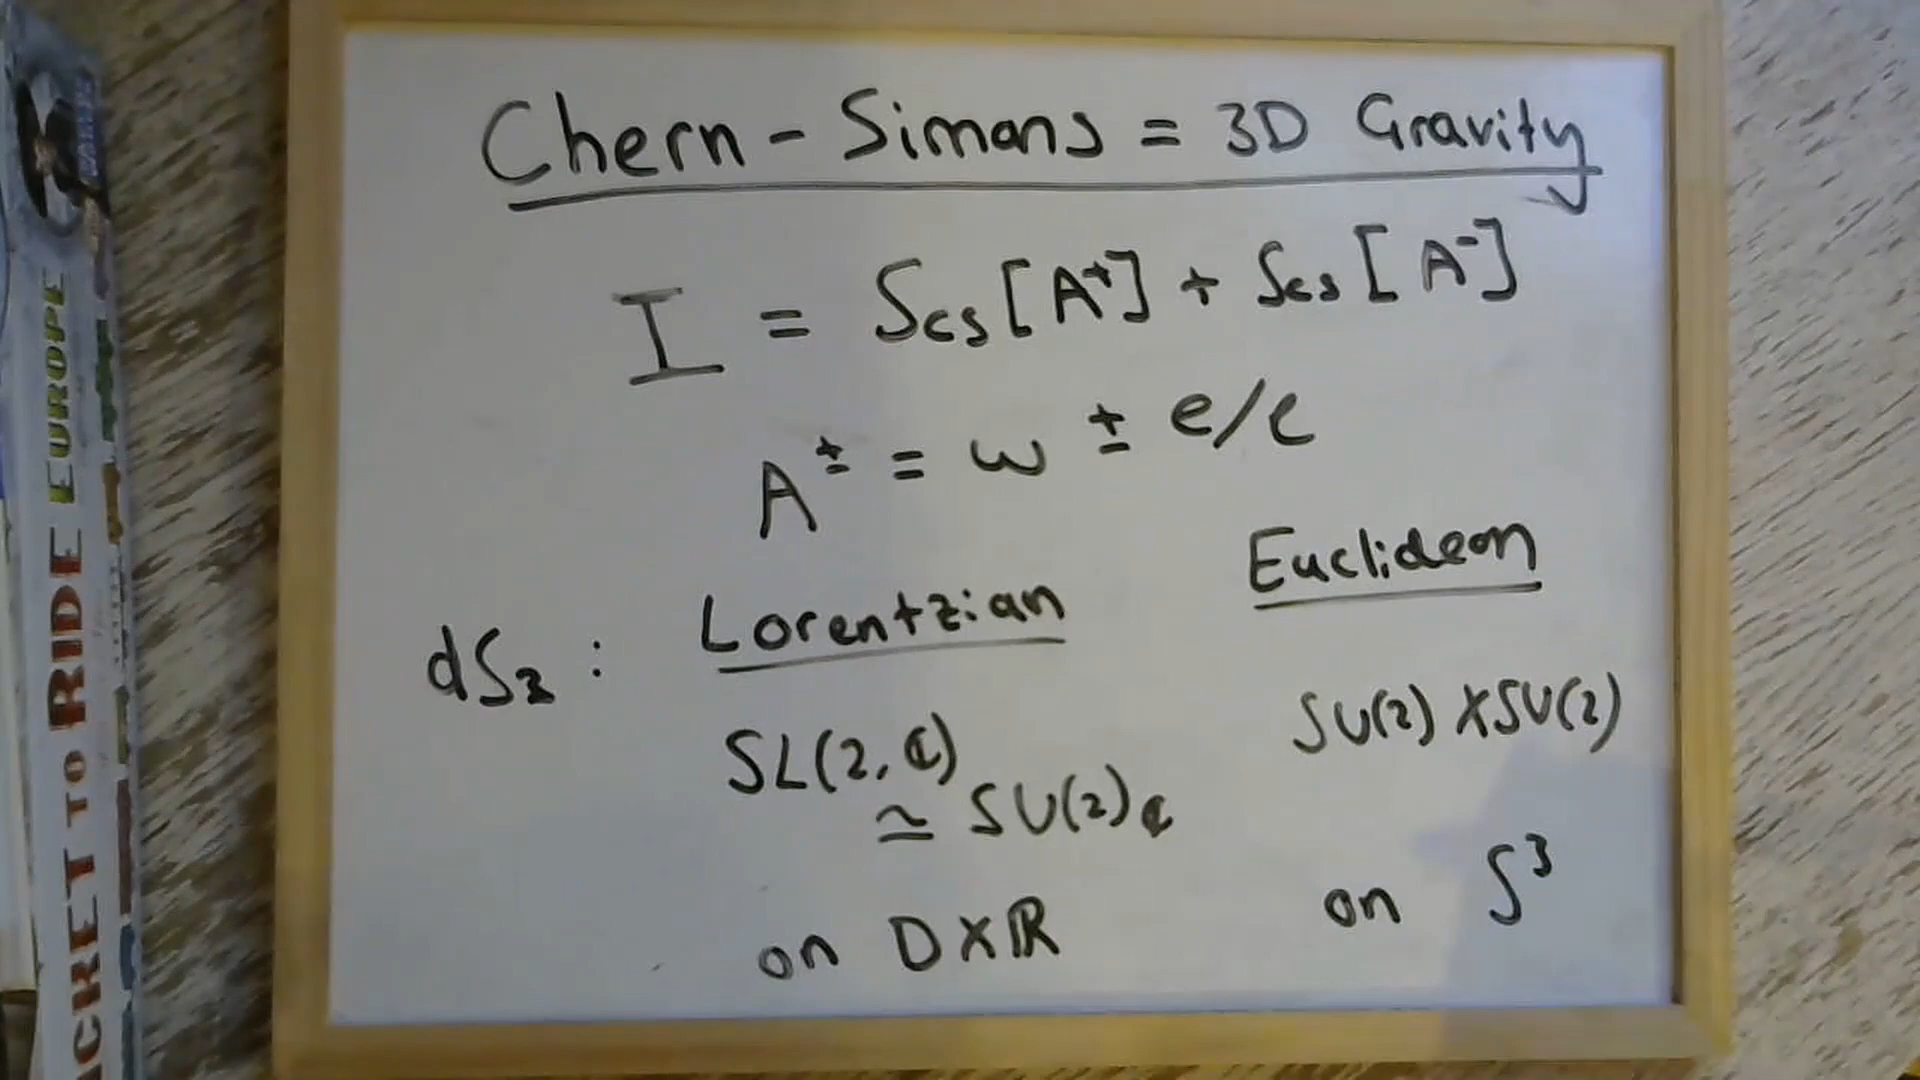 Chern - Simons = 3D Gravity
I = Scs [A⁺] + Scs [A⁻]
A± = ω ± e/ℓ
dS₃ : Lorentzian Euclidean
SL(2, ℂ) SU(2) × SU(2)
≃ SU(2)ℂ
on D × ℝ on S³
CKET TO RIDE EUROPE